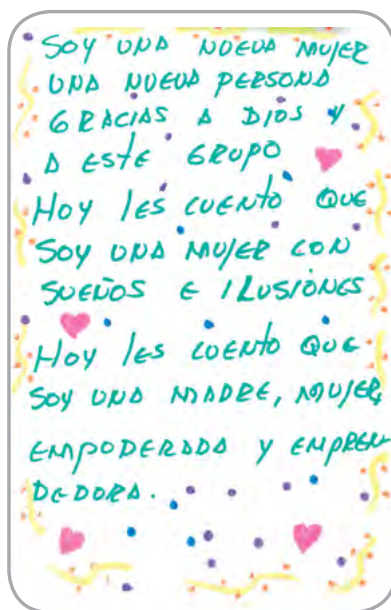 SOY UNA NUEVA MUJER
UNA NUEVA PERSONA
GRACIAS A DIOS Y
A ESTE GRUPO
HOY les CUENtO QUE
SOY UNA MUJER CON
SUEÑOS E ILUSIONES
HOY les CUENtO QUE
SOY UNA MADRE, MUJER,
EMPODERADA Y EMPREN-
DEDORA.